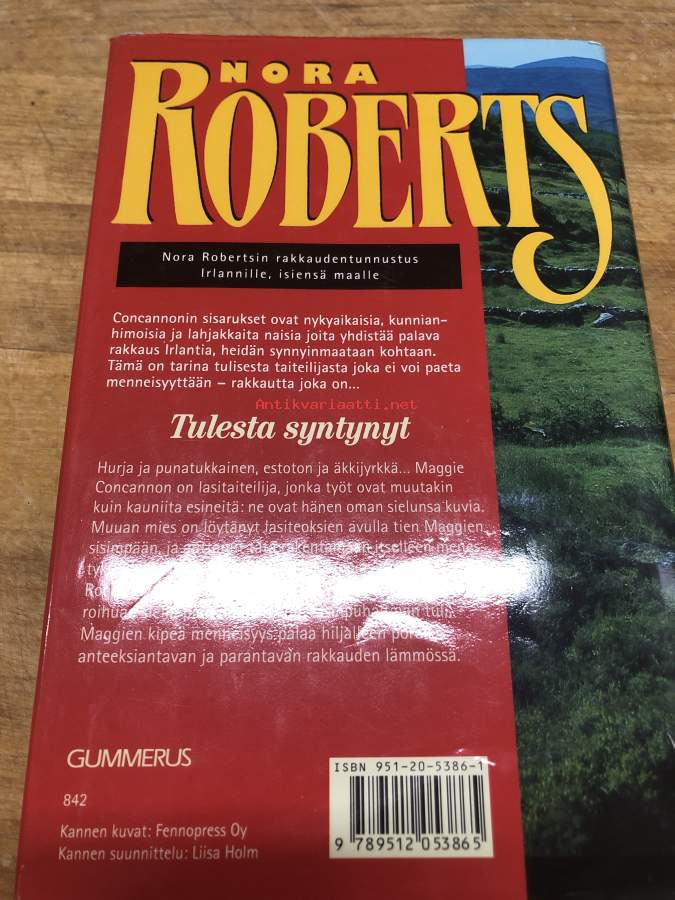 NORA
ROBERTS
Nora Robertsin rakkaudentunnustus
Irlannille, isiensä maalle
Concannonin sisarukset ovat nykyaikaisia, kunnian-
himoisia ja lahjakkaita naisia joita yhdistää palava
rakkaus Irlantia, heidän synnyinmaataan kohtaan.
Tämä on tarina tulisesta taiteilijasta joka ei voi paeta
menneisyyttään – rakkautta joka on...
Antikvariaatti.net
Tulesta syntynyt
Hurja ja punatukkainen, estoton ja äkkijyrkkä... Maggie
Concannon on lasitaiteilija, jonka työt ovat muutakin
kuin kauniita esineitä: ne ovat hänen oman sielunsa kuvia.
Muuan mies on löytänyt lasiteoksien avulla tien Maggien
sisimpään, ja itselleen menes-
tuli.
Maggien kipeä menneisyys palaa hiljalleen
anteeksiantavan ja parantavan rakkauden lämmössä.
GUMMERUS
ISBN 951-20-5386-1
842
Kannen kuvat: Fennopress Oy
Kannen suunnittelu: Liisa Holm
9 789512 053865